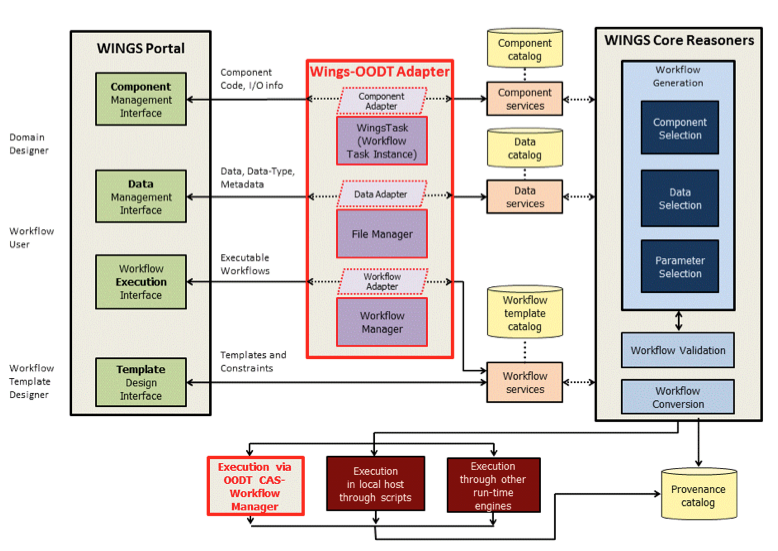 WINGS Portal
Component
Management
Interface
Data
Management
Interface
Workflow
Execution
Interface
Template
Design
Interface
Domain
Designer
Workflow
User
Workflow
Template
Designer
Component
Code, I/O info
Data, Data-Type,
Metadata
Executable
Workflows
Templates and
Constraints
Wings-OODT Adapter
Component
Adapter
WingsTask
(Workflow
Task Instance)
Data Adapter
File Manager
Workflow
Adapter
Workflow
Manager
Component
catalog
Component
services
Data
catalog
Data
services
Workflow
template
catalog
Workflow
services
WINGS Core Reasoners
Workflow
Generation
Component
Selection
Data
Selection
Parameter
Selection
Workflow Validation
Workflow
Conversion
Execution via
OODT CAS-
Workflow
Manager
Execution
in local host
through scripts
Execution
through other
run-time
engines
Provenance
catalog